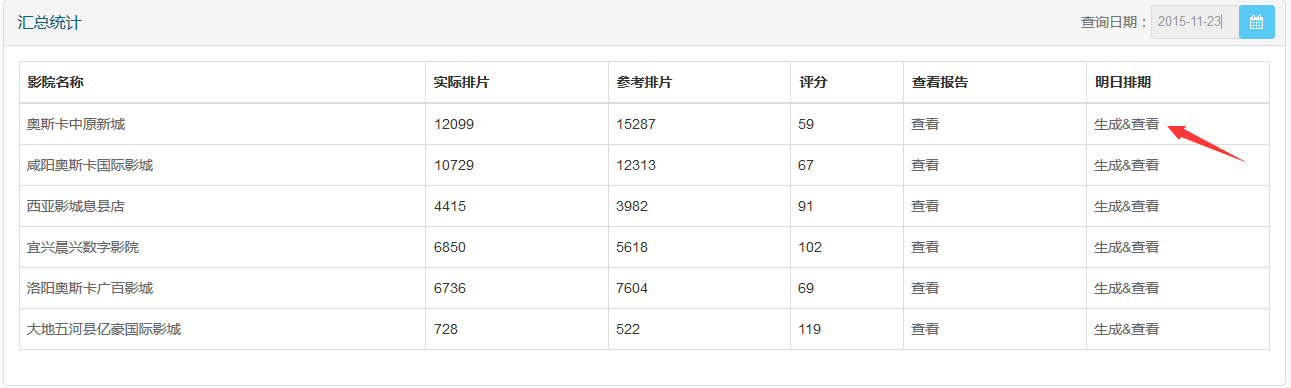 汇总统计 查询日期：2015-11-23
影院名称 实际排片 参考排片 评分 查看报告 明日排期
奥斯卡中原新城 12099 15287 59 查看 生成&查看
咸阳奥斯卡国际影城 10729 12313 67 查看 生成&查看
西亚影城息县店 4415 3982 91 查看 生成&查看
宜兴晨兴数字影院 6850 5618 102 查看 生成&查看
洛阳奥斯卡广百影城 6736 7604 69 查看 生成&查看
大地五河县亿豪国际影城 728 522 119 查看 生成&查看